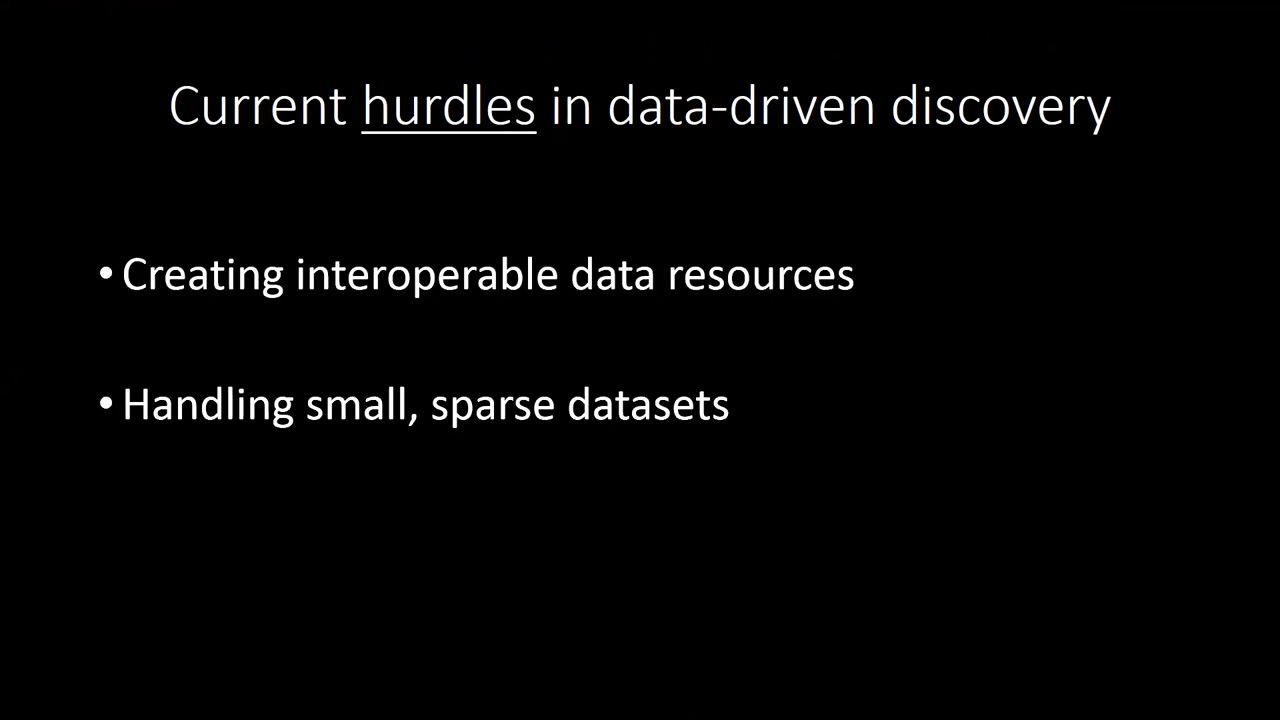 Current hurdles in data-driven discovery
• Creating interoperable data resources
• Handling small, sparse datasets